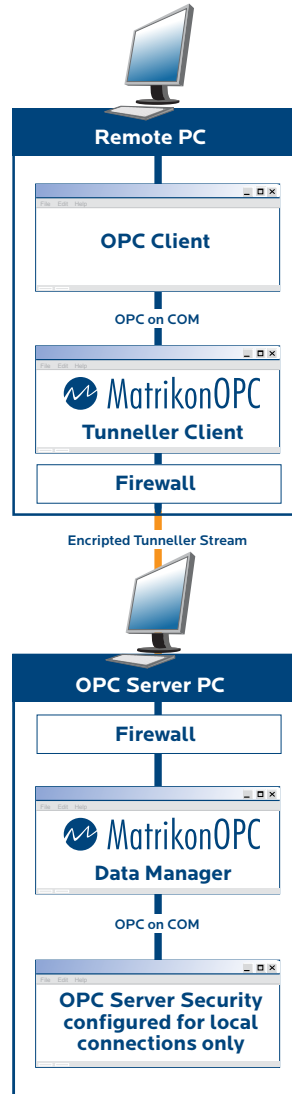 Remote PC
File Edit Help
OPC Client
OPC on COM
File Edit Help
MatrikonOPC
Tunneller Client
Firewall
Encripted Tunneller Stream
OPC Server PC
Firewall
File Edit Help
MatrikonOPC
Data Manager
OPC on COM
File Edit Help
OPC Server Security
configured for local
connections only